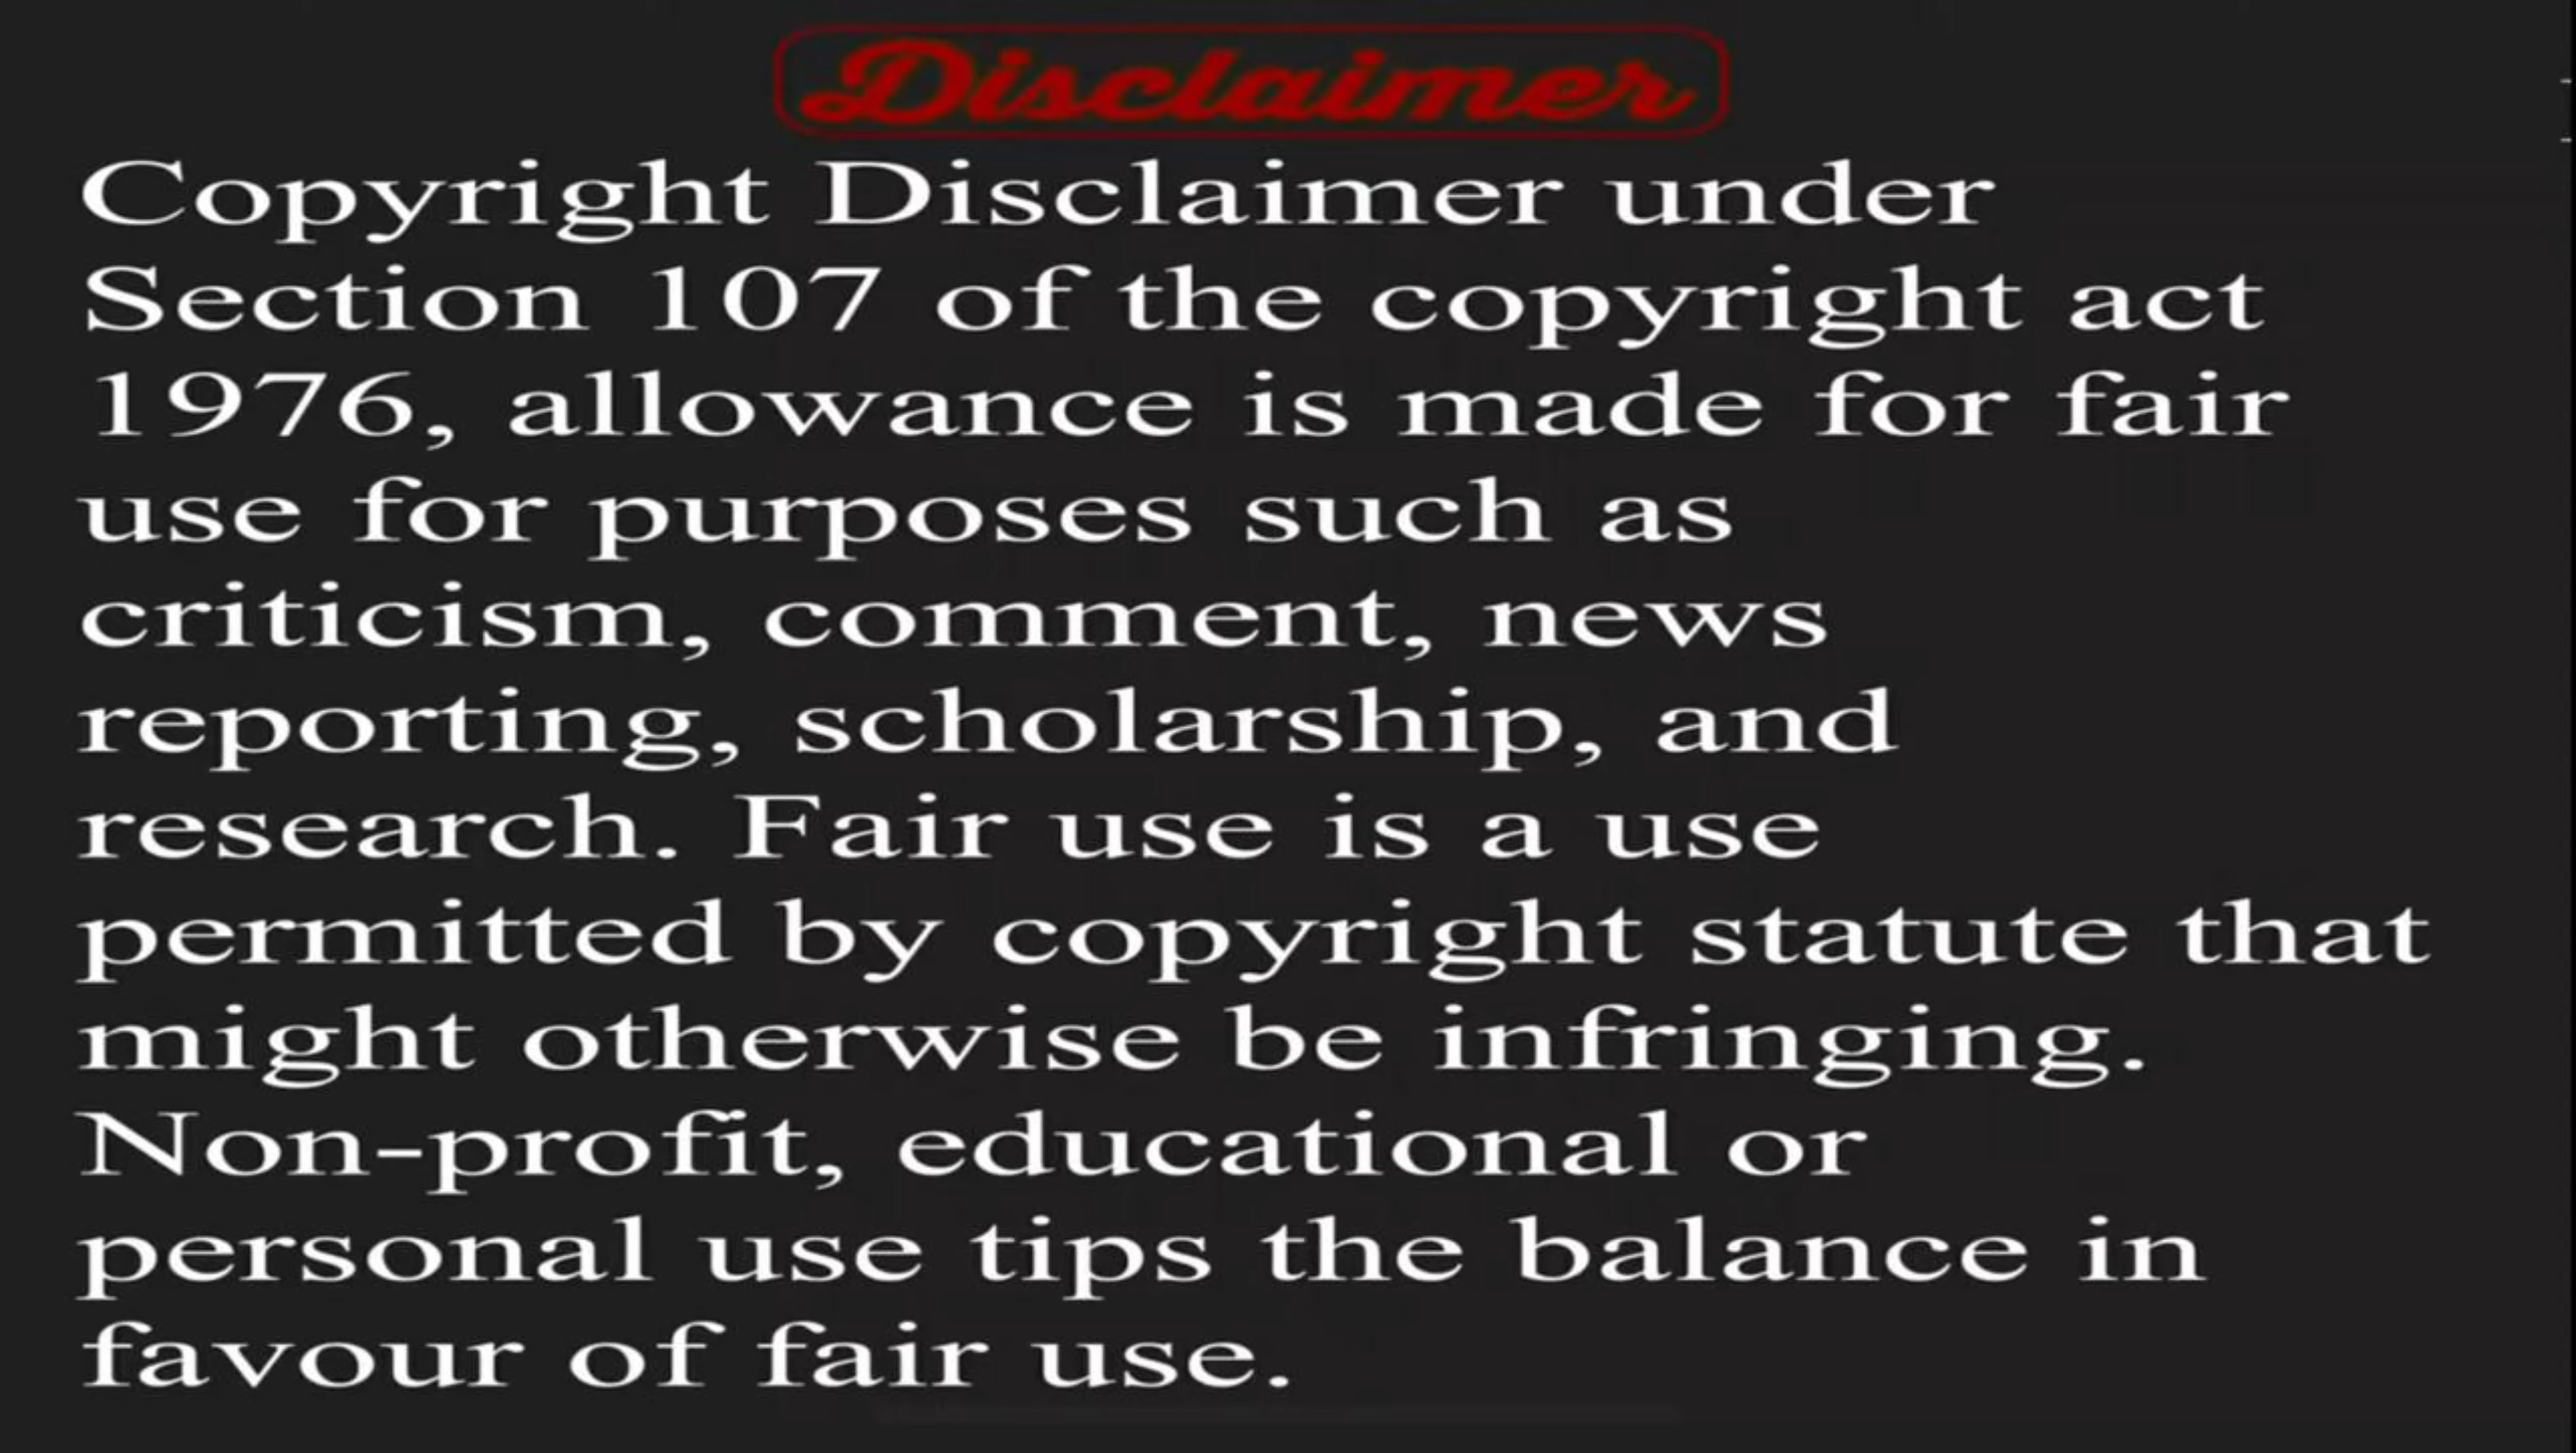 Disclaimer
Copyright Disclaimer under
Section 107 of the copyright act
1976, allowance is made for fair
use for purposes such as
criticism, comment, news
reporting, scholarship, and
research. Fair use is a use
permitted by copyright statute that
might otherwise be infringing.
Non-profit, educational or
personal use tips the balance in
favour of fair use.